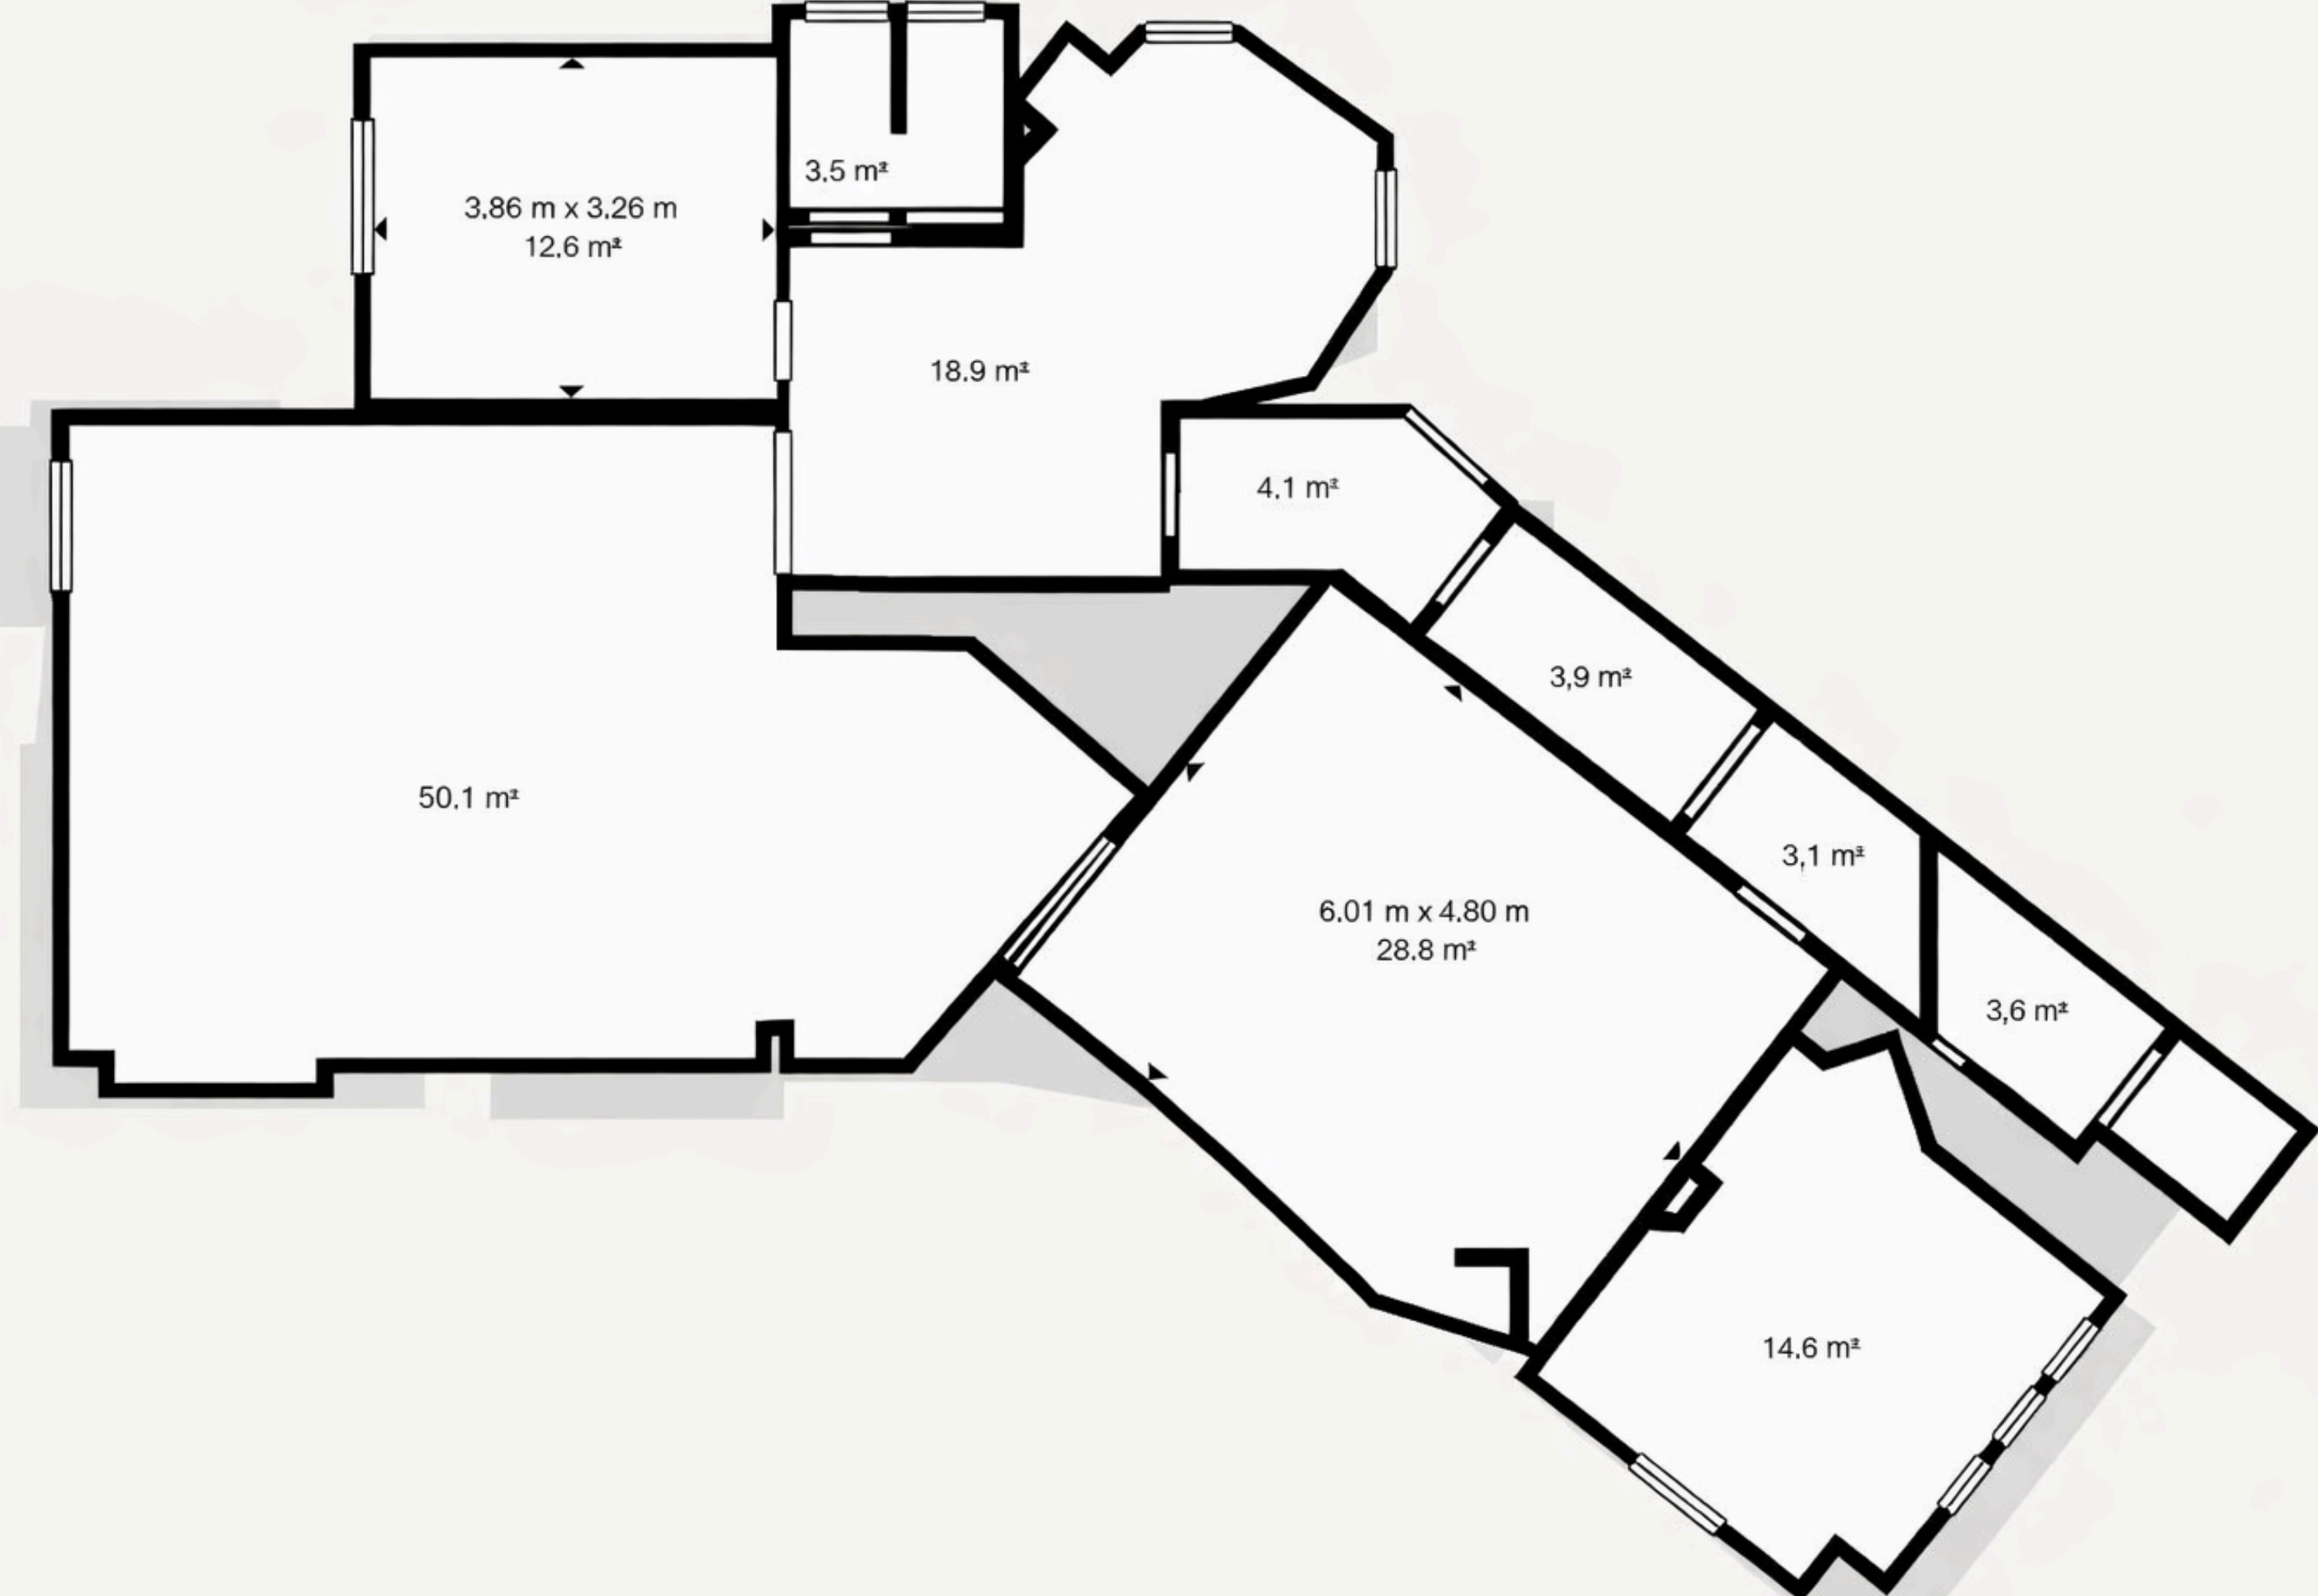 3.5 m²
3.86 m x 3.26 m
12.6 m²
18.9 m²
4.1 m²
3,9 m²
50.1 m²
3,1 m²
6.01 m x 4.80 m
28.8 m²
3,6 m²
14.6 m²